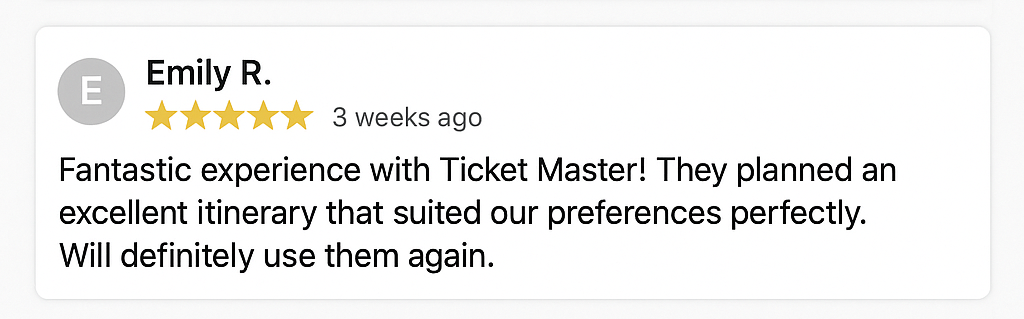 E
Emily R.
3 weeks ago
Fantastic experience with Ticket Master! They planned an
excellent itinerary that suited our preferences perfectly.
Will definitely use them again.